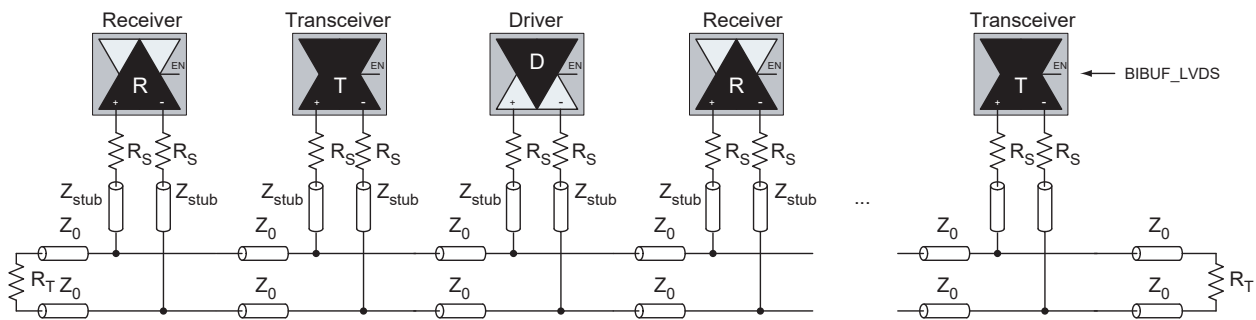 Receiver Transceiver Driver Receiver Transceiver
EN EN EN EN EN
R T D R T
BIBUF_LVDS
+ - + - + - + - + -
R_S R_S R_S R_S R_S R_S R_S R_S R_S R_S
Z_stub Z_stub Z_stub Z_stub Z_stub Z_stub Z_stub Z_stub
...
Z_0 Z_0 Z_0 Z_0 Z_0 Z_0
R_T Z_0 Z_0 Z_0 Z_0 Z_0 Z_0 R_T